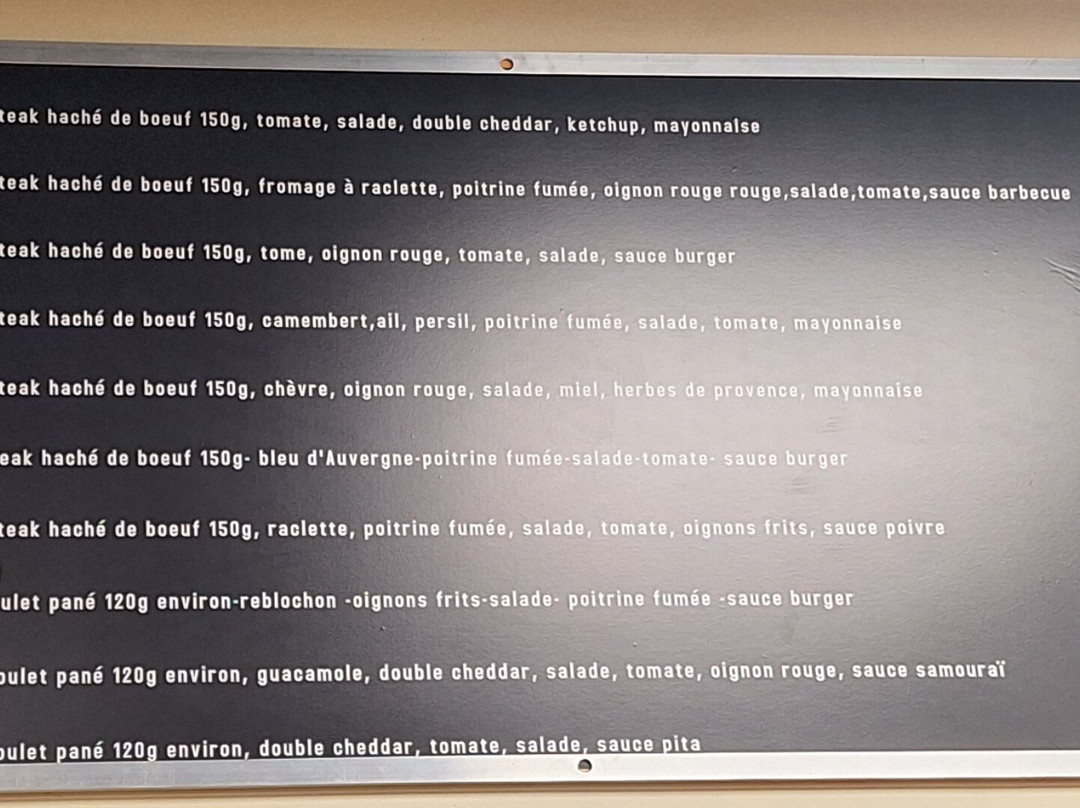 teak haché de boeuf 150g, tomate, salade, double cheddar, ketchup, mayonnaise
teak haché de boeuf 150g, fromage à raclette, poitrine fumée, oignon rouge rouge,salade,tomate,sauce barbecue
teak haché de boeuf 150g, tome, oignon rouge, tomate, salade, sauce burger
teak haché de boeuf 150g, camembert,ail, persil, poitrine fumée, salade, tomate, mayonnaise
teak haché de boeuf 150g, chèvre, oignon rouge, salade, miel, herbes de provence, mayonnaise
eak haché de boeuf 150g- bleu d'Auvergne-poitrine fumée-salade-tomate- sauce burger
teak haché de boeuf 150g, raclette, poitrine fumée, salade, tomate, oignons frits, sauce poivre
ulet pané 120g environ-reblochon -oignons frits-salade- poitrine fumée -sauce burger
oulet pané 120g environ, guacamole, double cheddar, salade, tomate, oignon rouge, sauce samouraï
oulet pané 120g environ, double cheddar, tomate, salade, sauce pita